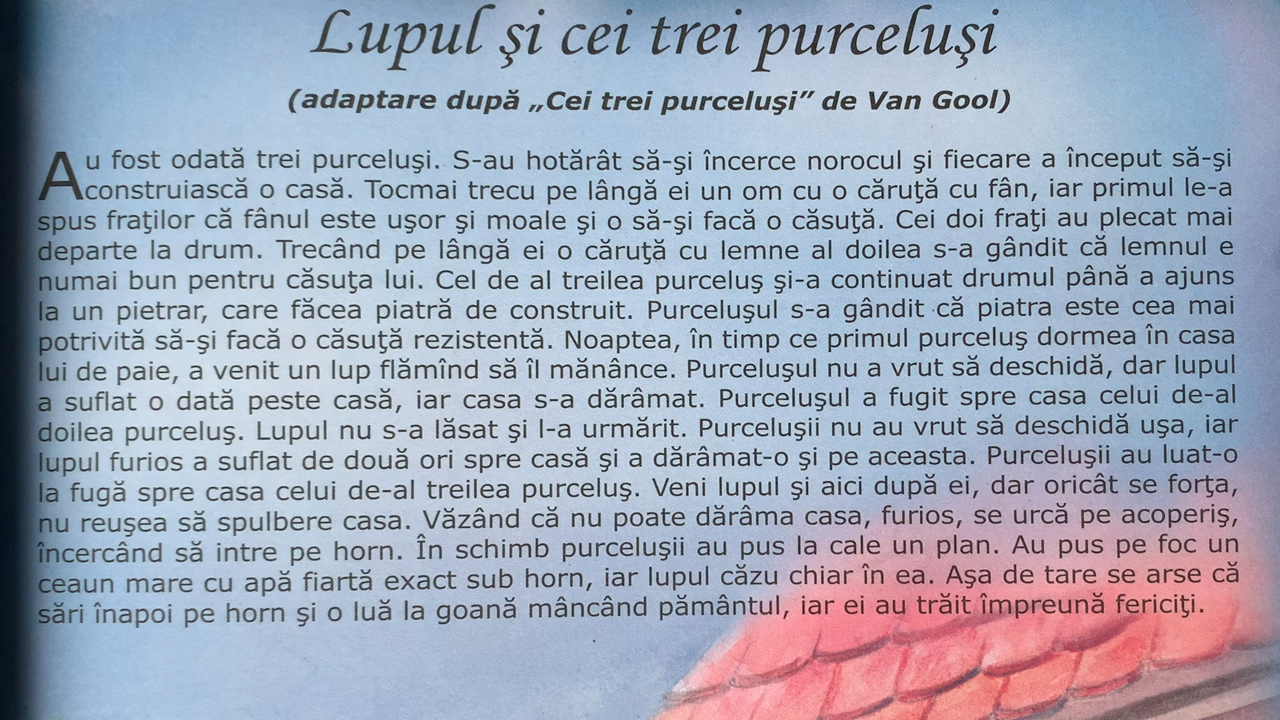 Lupul şi cei trei purceluşi
(adaptare după „Cei trei purceluşi” de Van Gool)
Au fost odată trei purceluşi. S-au hotărât să-şi încerce norocul şi fiecare a început să-şi
construiască o casă. Tocmai trecu pe lângă ei un om cu o căruţă cu fân, iar primul le-a
spus fraţilor că fânul este uşor şi moale şi o să-şi facă o căsuţă. Cei doi fraţi au plecat mai
departe la drum. Trecând pe lângă ei o căruţă cu lemne al doilea s-a gândit că lemnul e
numai bun pentru căsuţa lui. Cel de al treilea purceluş şi-a continuat drumul până a ajuns
la un pietrar, care făcea piatră de construit. Purceluşul s-a gândit că piatra este cea mai
potrivită să-şi facă o căsuţă rezistentă. Noaptea, în timp ce primul purceluş dormea în casa
lui de paie, a venit un lup flămînd să îl mănânce. Purceluşul nu a vrut să deschidă, dar lupul
a suflat o dată peste casă, iar casa s-a dărâmat. Purceluşul a fugit spre casa celui de-al
doilea purceluş. Lupul nu s-a lăsat şi l-a urmărit. Purceluşii nu au vrut să deschidă uşa, iar
lupul furios a suflat de două ori spre casă şi a dărâmat-o şi pe aceasta. Purceluşii au luat-o
la fugă spre casa celui de-al treilea purceluş. Veni lupul şi aici după ei, dar oricât se forţa,
nu reuşea să spulbere casa. Văzând că nu poate dărâma casa, furios, se urcă pe acoperiş,
încercând să intre pe horn. În schimb purceluşii au pus la cale un plan. Au pus pe foc un
ceaun mare cu apă fiartă exact sub horn, iar lupul căzu chiar în ea. Aşa de tare se arse că
sări înapoi pe horn şi o luă la goană mâncând pământul, iar ei au trăit împreună fericiţi.